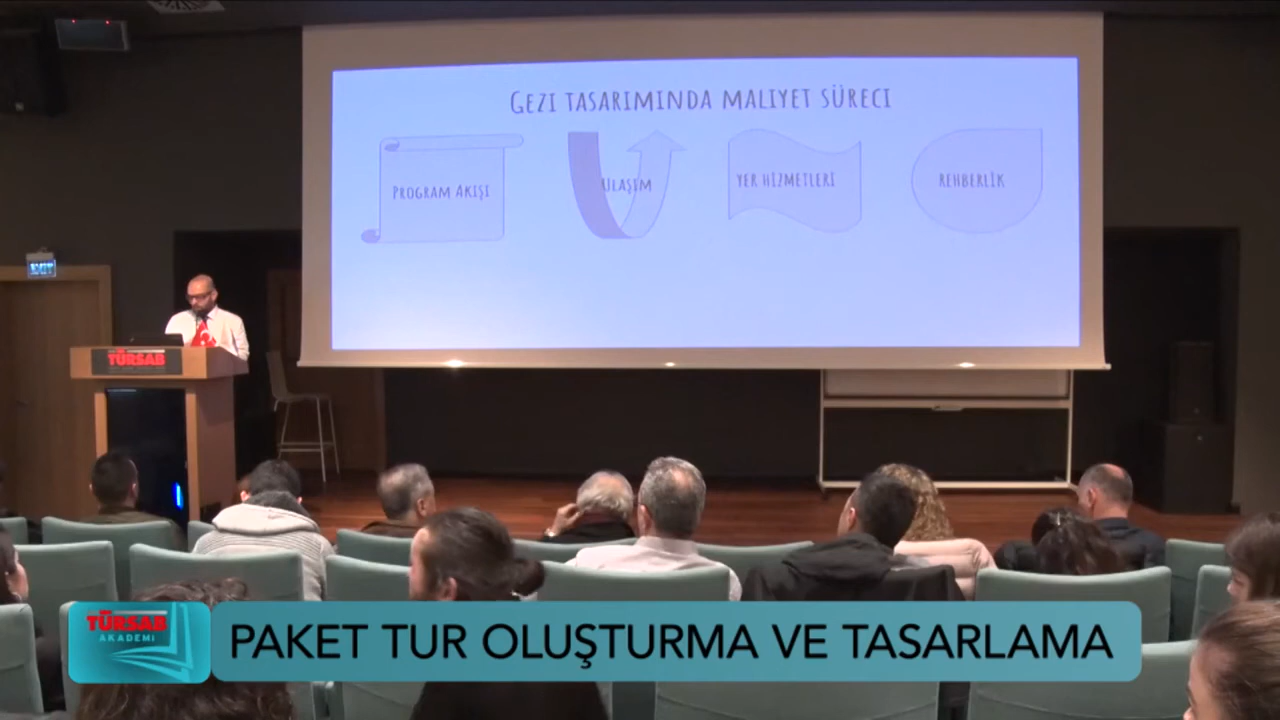 GEZI TASARIMINDA MALIYET SÜRECI
PROGRAM AKIŞI
ULAŞIM
YER HIZMETLERI
REHBERLIK
EXIT
TÜRSAB
TÜRSAB
AKADEMİ
PAKET TUR OLUŞTURMA VE TASARLAMA